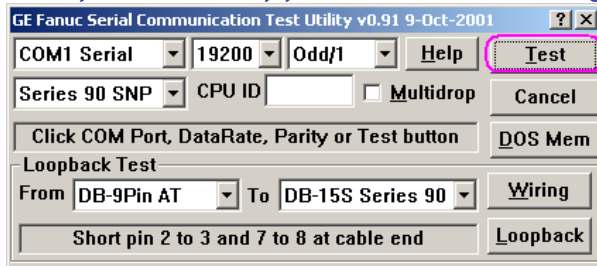 GE Fanuc Serial Communication Test Utility v0.91 9-Oct-2001 ? ×
COM1 Serial 19200 Odd/1 Help Test
Series 90 SNP CPU ID Multidrop Cancel
Click COM Port, DataRate, Parity or Test button DOS Mem
Loopback Test
From DB-9Pin AT To DB-15S Series 90 Wiring
Short pin 2 to 3 and 7 to 8 at cable end Loopback